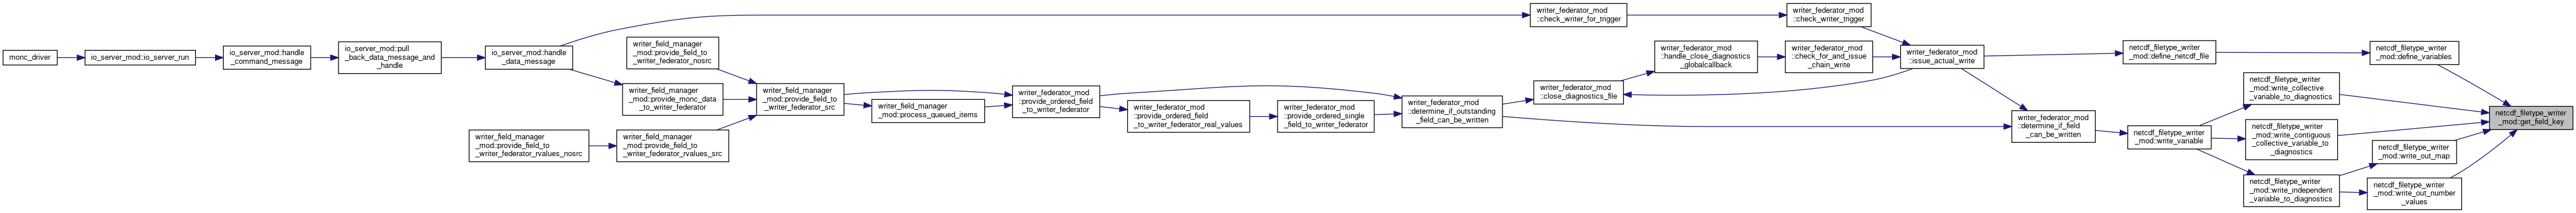 monc_driver
io_server_mod::io_server_run
io_server_mod::handle
_command_message
io_server_mod::pull
_back_data_message_and
_handle
io_server_mod::handle
_data_message
writer_field_manager
_mod::provide_field_to
_writer_federator_nosrc
writer_field_manager
_mod::provide_monc_data
_to_writer_federator
writer_field_manager
_mod::provide_field_to
_writer_federator_rvalues_nosrc
writer_field_manager
_mod::provide_field_to
_writer_federator_rvalues_src
writer_field_manager
_mod::provide_field_to
_writer_federator_src
writer_field_manager
_mod::process_queued_items
writer_federator_mod
::provide_ordered_field
_to_writer_federator
writer_federator_mod
::provide_ordered_field
_to_writer_federator_real_values
writer_federator_mod
::provide_ordered_single
_field_to_writer_federator
writer_federator_mod
::determine_if_outstanding
_field_can_be_written
writer_federator_mod
::check_writer_for_trigger
writer_federator_mod
::close_diagnostics_file
writer_federator_mod
::handle_close_diagnostics
_globalcallback
writer_federator_mod
::check_for_and_issue
_chain_write
writer_federator_mod
::check_writer_trigger
writer_federator_mod
::issue_actual_write
writer_federator_mod
::determine_if_field
_can_be_written
netcdf_filetype_writer
_mod::define_netcdf_file
netcdf_filetype_writer
_mod::write_variable
netcdf_filetype_writer
_mod::write_collective
_variable_to_diagnostics
netcdf_filetype_writer
_mod::write_contiguous
_collective_variable_to
_diagnostics
netcdf_filetype_writer
_mod::write_independent
_variable_to_diagnostics
netcdf_filetype_writer
_mod::define_variables
netcdf_filetype_writer
_mod::write_out_map
netcdf_filetype_writer
_mod::write_out_number
_values
netcdf_filetype_writer
_mod::get_field_key